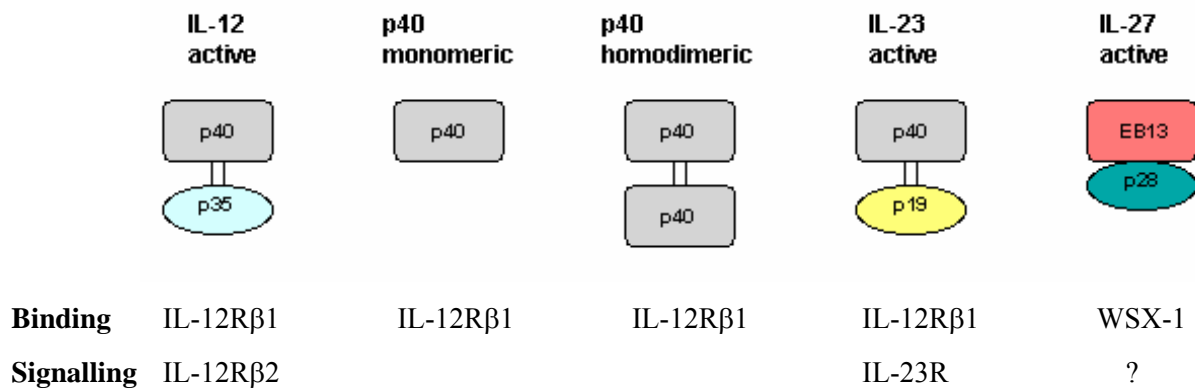 IL-12 p40 p40 IL-23 IL-27
active monomeric homodimeric active active
p40 p40 p40 p40 EB13
p35 p40 p19 p28
Binding IL-12Rβ1 IL-12Rβ1 IL-12Rβ1 IL-12Rβ1 WSX-1
Signalling IL-12Rβ2 IL-23R ?